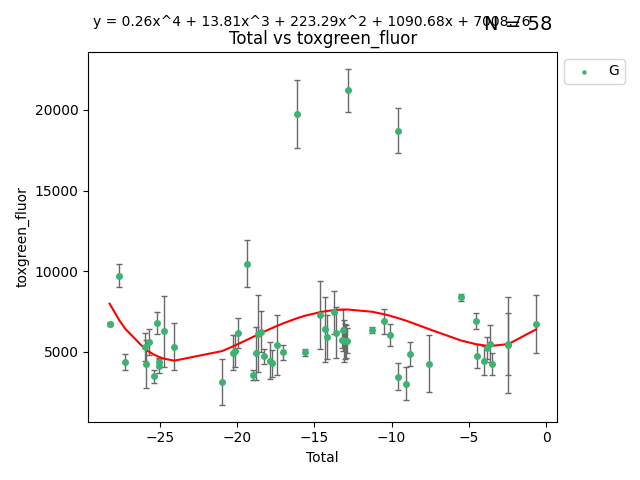 y = 0.26x^4 + 13.81x^3 + 223.29x^2 + 1090.68x + 7008.76
N = 58
Total vs toxgreen_fluor
G
20000
15000
10000
5000
toxgreen_fluor
−25 −20 −15 −10 −5 0
Total